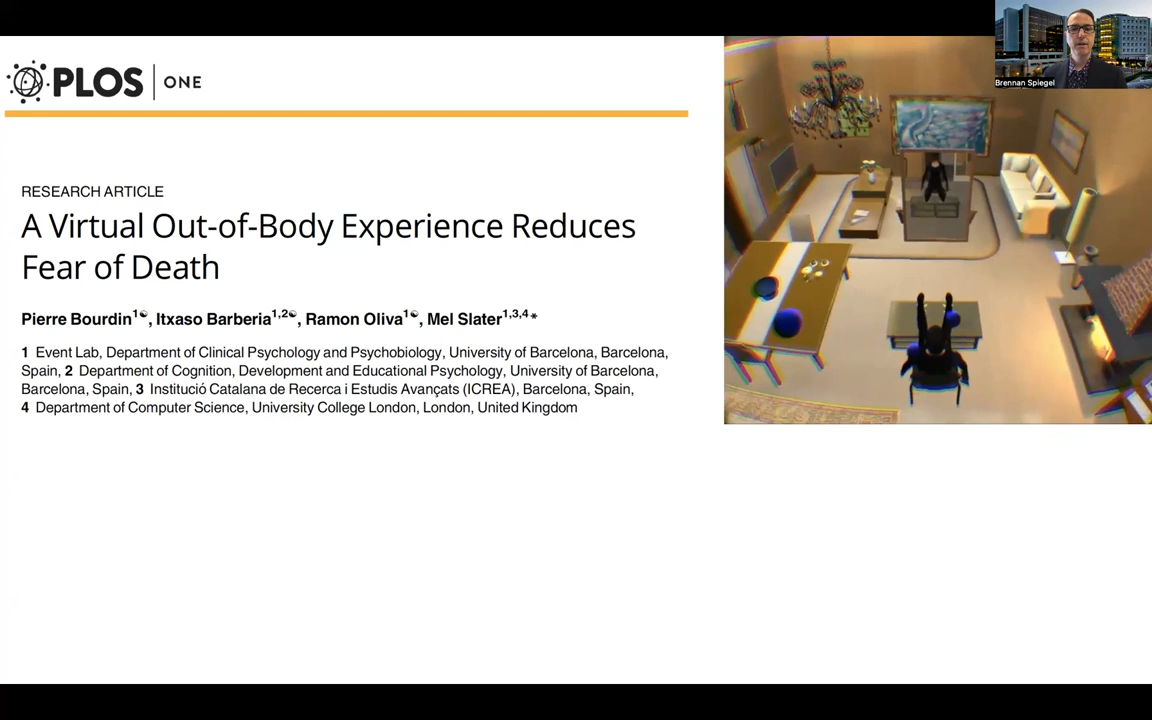 PLOS ONE
RESEARCH ARTICLE
A Virtual Out-of-Body Experience Reduces
Fear of Death
Pierre Bourdin1☯, Itxaso Barberia1,2☯, Ramon Oliva1☯, Mel Slater1,3,4*
1 Event Lab, Department of Clinical Psychology and Psychobiology, University of Barcelona, Barcelona,
Spain, 2 Department of Cognition, Development and Educational Psychology, University of Barcelona,
Barcelona, Spain, 3 Institució Catalana de Recerca i Estudis Avançats (ICREA), Barcelona, Spain,
4 Department of Computer Science, University College London, London, United Kingdom
Brennan Spiegel